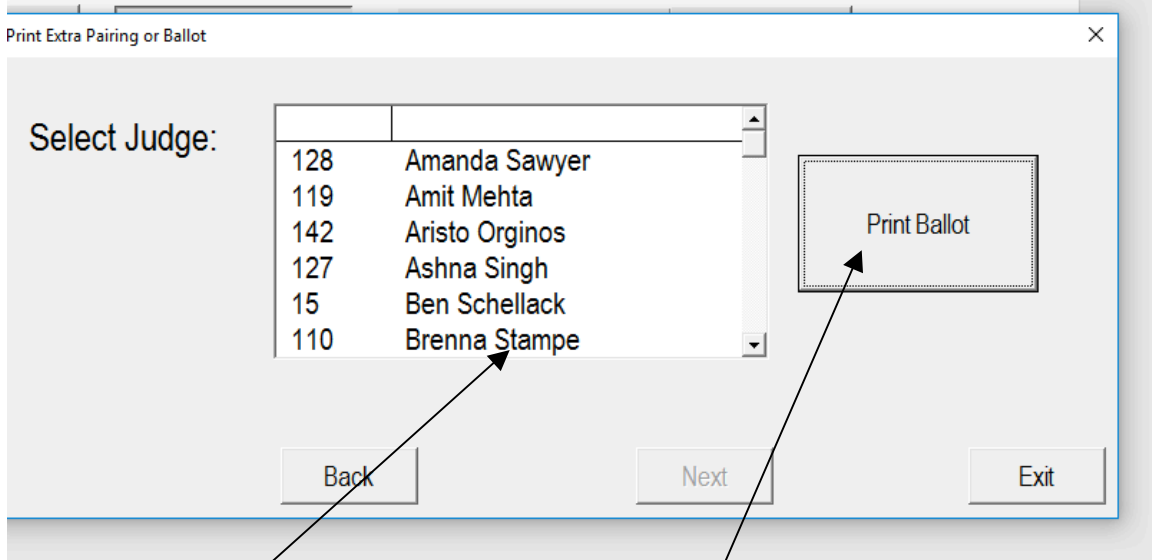 Print Extra Pairing or Ballot
Select Judge:
128 Amanda Sawyer
119 Amit Mehta
142 Aristo Orginos
127 Ashna Singh
15 Ben Schellack
110 Brenna Stampe
Print Ballot
Back Next Exit